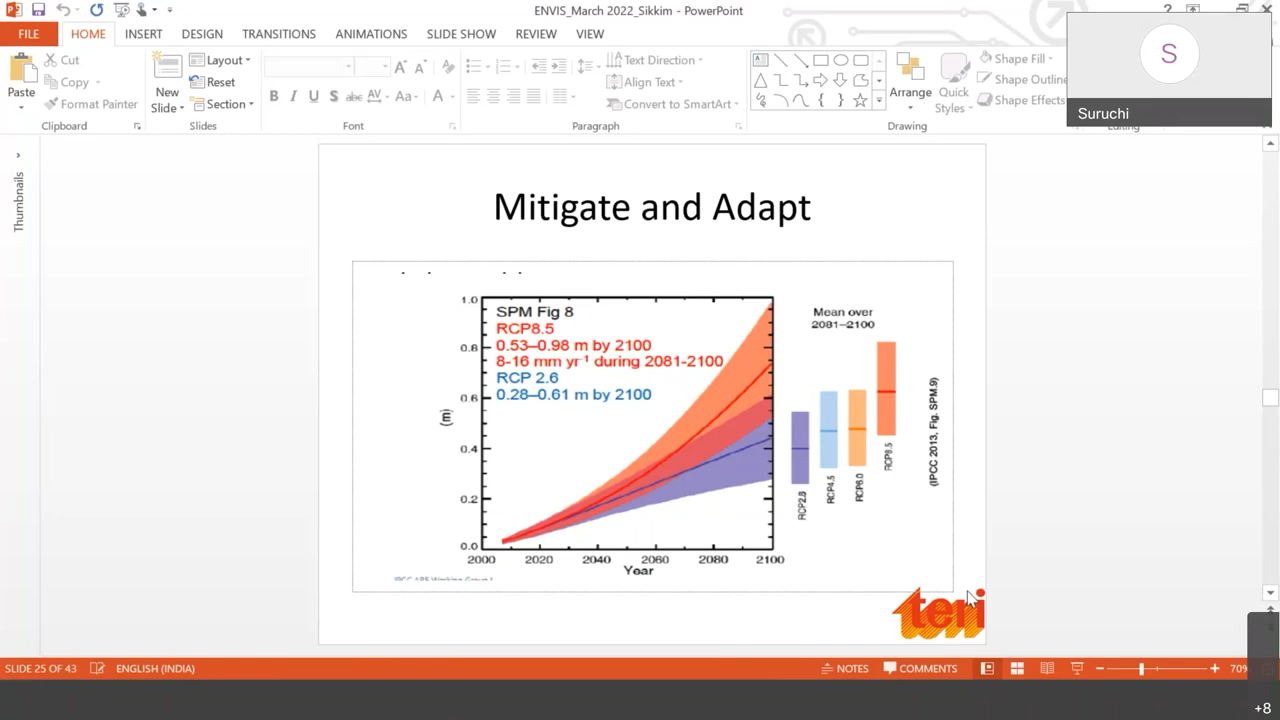 ENVIS_March 2022_Sikkim - PowerPoint
?
FILE HOME INSERT DESIGN TRANSITIONS ANIMATIONS SLIDE SHOW REVIEW VIEW
S
Suruchi
Paste
Cut
Copy
Format Painter
Clipboard
New
Slide
Layout
Reset
Section
Slides
B I U S abc AV Aa A
Font
Text Direction
Align Text
Convert to SmartArt
Paragraph
Arrange
Quick
Styles
Shape Fill
Shape Outline
Shape Effects
Drawing
Editing
Thumbnails
Mitigate and Adapt
SPM Fig 8
RCP8.5
0.53–0.98 m by 2100
8-16 mm yr-1 during 2081-2100
RCP 2.6
0.28–0.61 m by 2100
1.0
0.8
0.6
0.4
0.2
0.0
(m)
2000 2020 2040 2060 2080 2100
Year
Mean over
2081–2100
RCP2.6
RCP4.5
RCP6.0
RCP8.5
(IPCC 2013, Fig. SPM.9)
teri
SLIDE 25 OF 43 ENGLISH (INDIA) NOTES COMMENTS 70%
+8